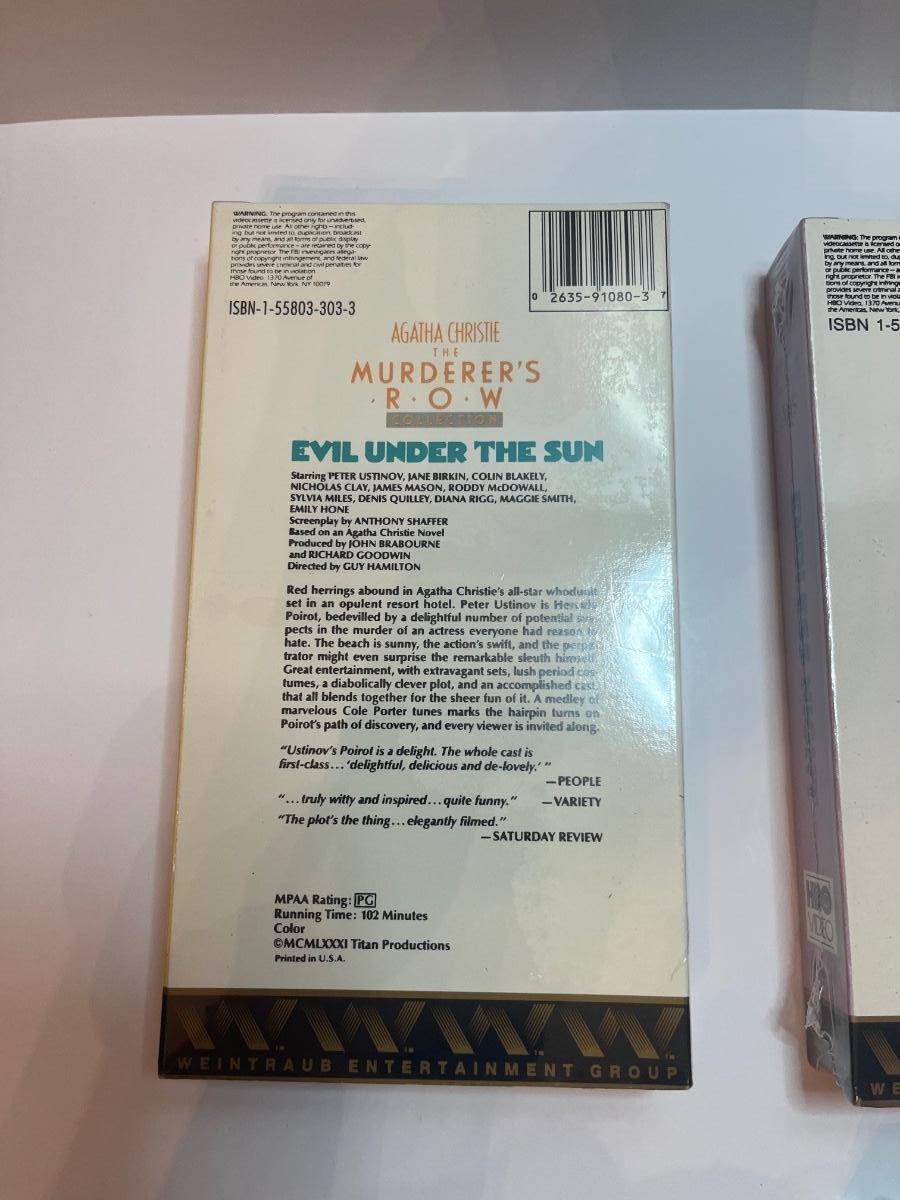 WARNING: The program contained in this
videocassette is licensed only for unadvertised,
private home use. All other rights – includ-
ing, but not limited to, duplication, broadcast
by any means, and all forms of public display
or public performance – are retained by the copy-
right proprietor. The FBI investigates allega-
tions of copyright infringement, and federal law
provides severe criminal and civil penalties for
those found to be in violation.
HBO Video, 1370 Avenue of
the Americas, New York, NY 10019
ISBN-1-55803-303-3
0 2635-91080-3 7
AGATHA CHRISTIE
THE
MURDERER'S
R·O·W
COLLECTION
EVIL UNDER THE SUN
Starring PETER USTINOV, JANE BIRKIN, COLIN BLAKELY,
NICHOLAS CLAY, JAMES MASON, RODDY McDOWALL,
SYLVIA MILES, DENIS QUILLEY, DIANA RIGG, MAGGIE SMITH,
EMILY HONE
Screenplay by ANTHONY SHAFFER
Based on an Agatha Christie Novel
Produced by JOHN BRABOURNE
and RICHARD GOODWIN
Directed by GUY HAMILTON
Red herrings abound in Agatha Christie's all-star whodunit
set in an opulent resort hotel. Peter Ustinov is Hercule
Poirot, bedevilled by a delightful number of potential sus-
pects in the murder of an actress everyone had reason to
hate. The beach is sunny, the action's swift, and the perpe-
trator might even surprise the remarkable sleuth himself.
Great entertainment, with extravagant sets, lush period cos-
tumes, a diabolically clever plot, and an accomplished cast
that all blends together for the sheer fun of it. A medley of
marvelous Cole Porter tunes marks the hairpin turns on
Poirot's path of discovery, and every viewer is invited along.
"Ustinov's Poirot is a delight. The whole cast is
first-class...'delightful, delicious and de-lovely.' "
—PEOPLE
"...truly witty and inspired...quite funny." —VARIETY
"The plot's the thing...elegantly filmed."
—SATURDAY REVIEW
MPAA Rating: PG
Running Time: 102 Minutes
Color
©MCMLXXXI Titan Productions
Printed in U.S.A.
WEINTRAUB ENTERTAINMENT GROUP
WARNING: The program
videocassette is licensed o
private home use. All othe
ing, but not limited to, du
by any means, and all for
or public performance – a
right proprietor. The FBI i
tions of copyright infring
provides severe criminal a
those found to be in viola
HBO Video, 1370 Avenu
the Americas, New York,
ISBN 1-5
HBO
VIDEO
WE